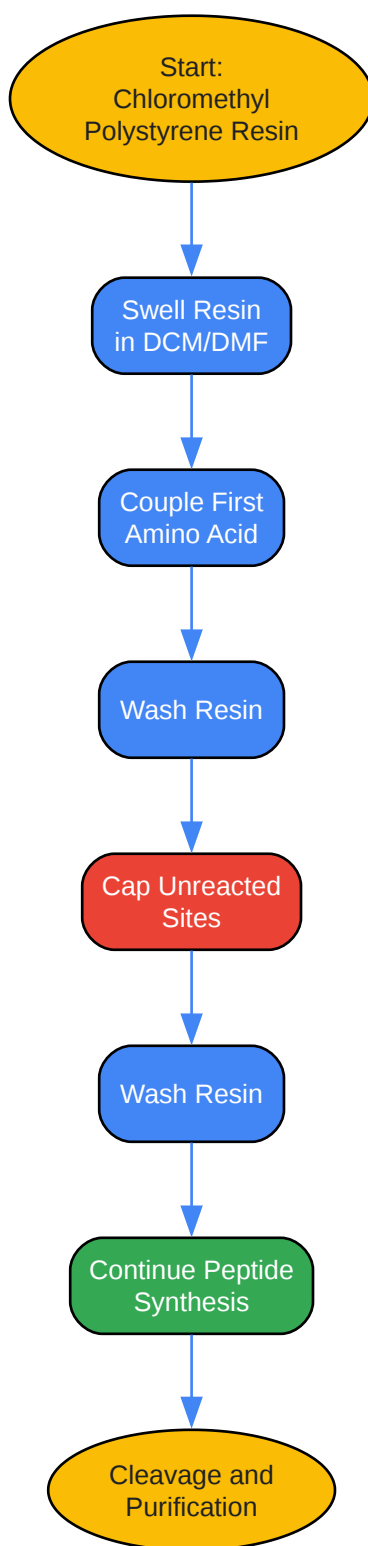 Start:
Chloromethyl
Polystyrene Resin
Swell Resin
in DCM/DMF
Couple First
Amino Acid
Wash Resin
Cap Unreacted
Sites
Wash Resin
Continue Peptide
Synthesis
Cleavage and
Purification